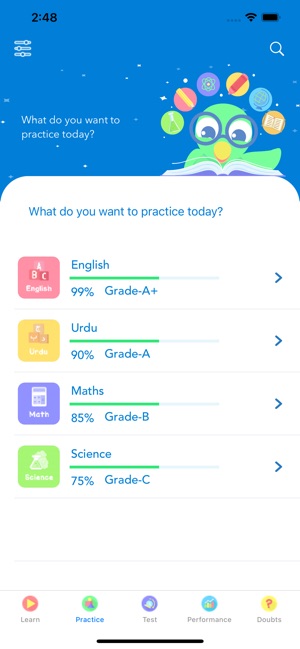 2:48
What do you want to
practice today?
What do you want to practice today?
A
B C
English
English
99% Grade-A+
Urdu
Urdu
90% Grade-A
Math
Maths
85% Grade-B
Science
Science
75% Grade-C
Learn Practice Test Performance Doubts